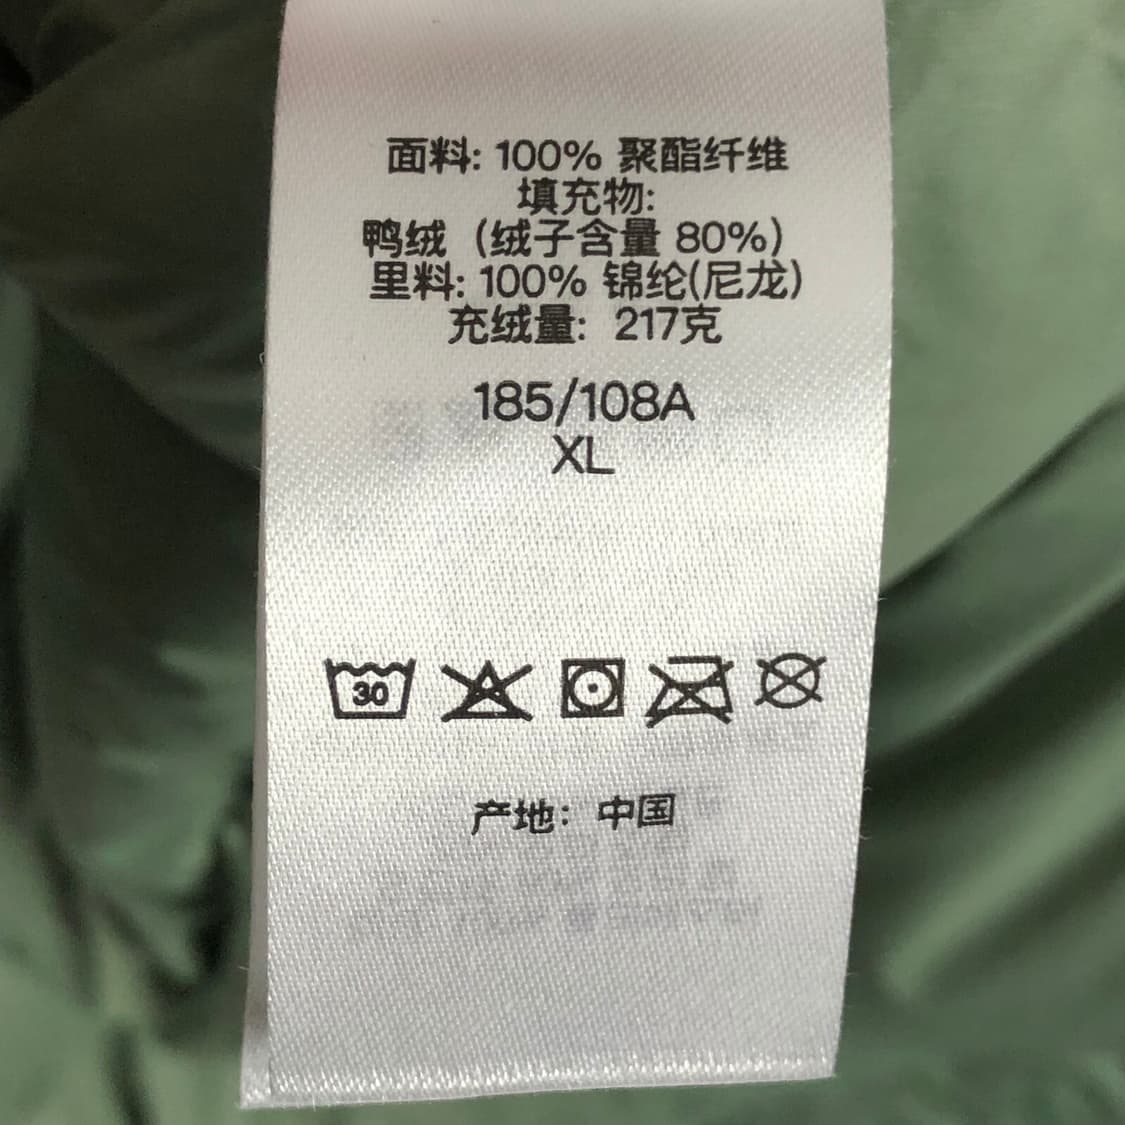 面料: 100% 聚酯纤维
填充物:
鸭绒（绒子含量 80%）
里料: 100% 锦纶(尼龙)
充绒量: 217克
185/108A
XL
30
产地: 中国